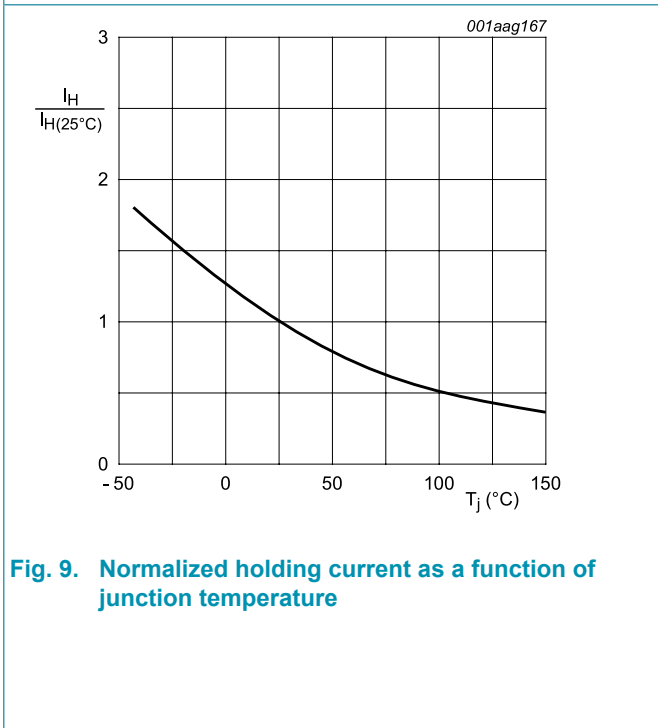 001aag167
3
I_H
I_H(25°C)
2
1
0
- 50 0 50 100 150
T_j (°C)
Fig. 9. Normalized holding current as a function of
junction temperature